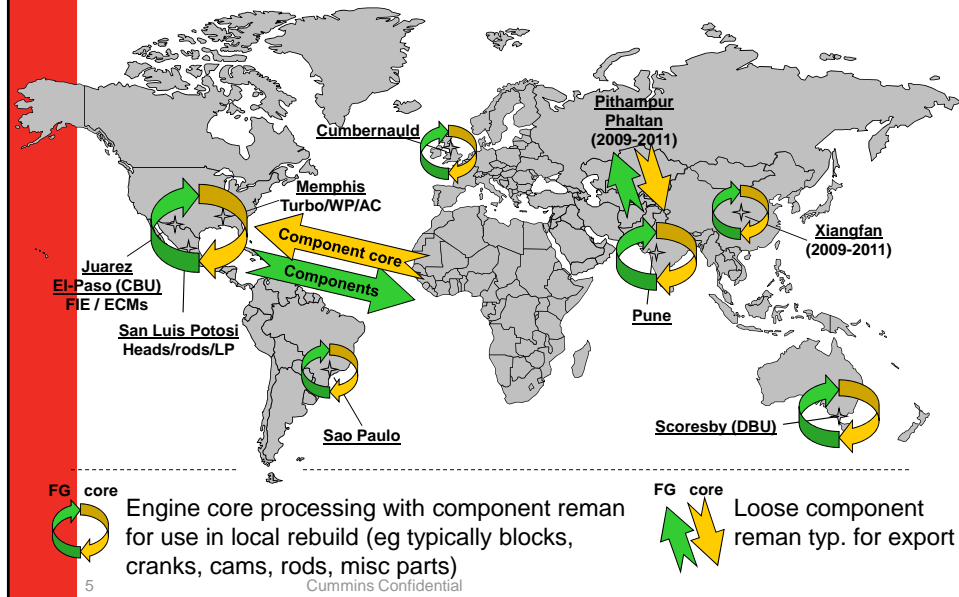 Pithampur
Phaltan
(2009-2011)
Cumbernauld
Memphis
Turbo/WP/AC
Component core
Components
Xiangfan
(2009-2011)
Juarez
El-Paso (CBU)
FIE / ECMs
Pune
San Luis Potosi
Heads/rods/LP
Sao Paulo
Scoresby (DBU)
FG core
Engine core processing with component reman
for use in local rebuild (eg typically blocks,
cranks, cams, rods, misc parts)
FG core
Loose component
reman typ. for export
5
Cummins Confidential